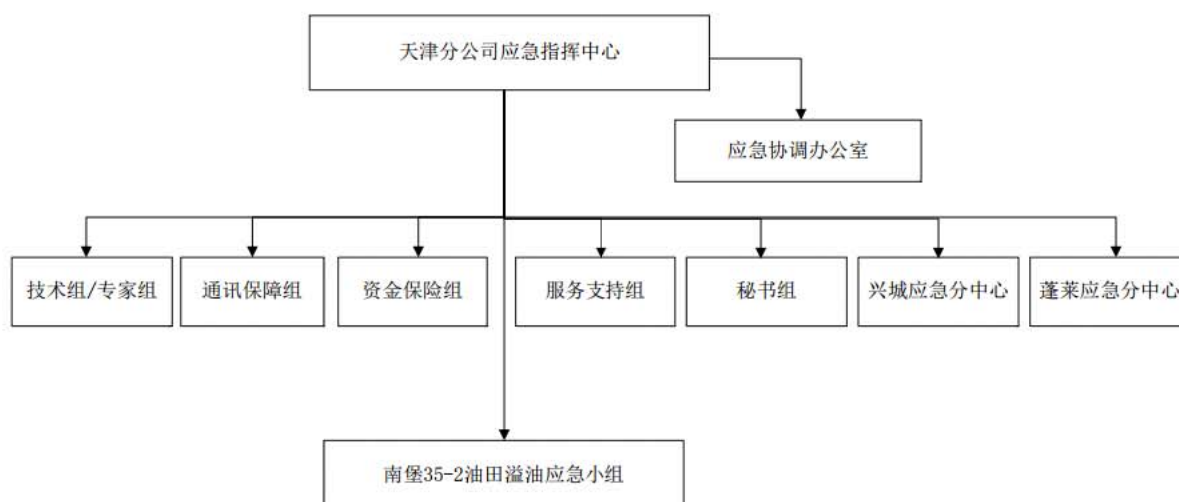 天津分公司应急指挥中心
应急协调办公室
技术组/专家组
通讯保障组
资金保险组
服务支持组
秘书组
兴城应急分中心
蓬莱应急分中心
南堡35-2油田溢油应急小组